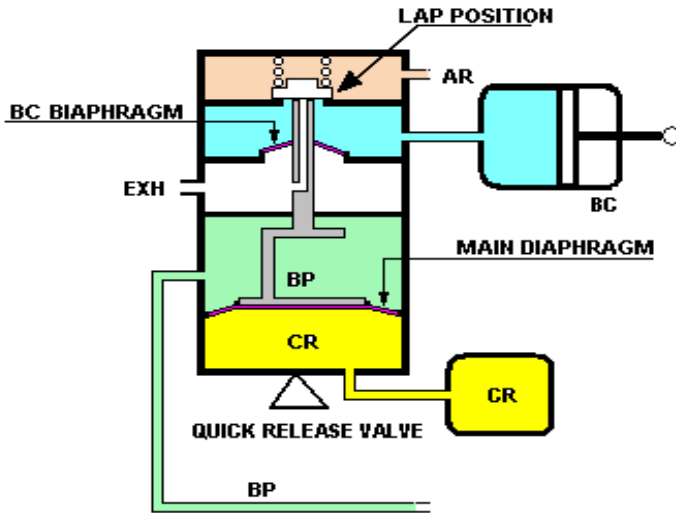 LAP POSITION
AR
BC BIAPHRAGM
EXH
BC
MAIN DIAPHRAGM
BP
CR
CR
QUICK RELEASE VALVE
BP